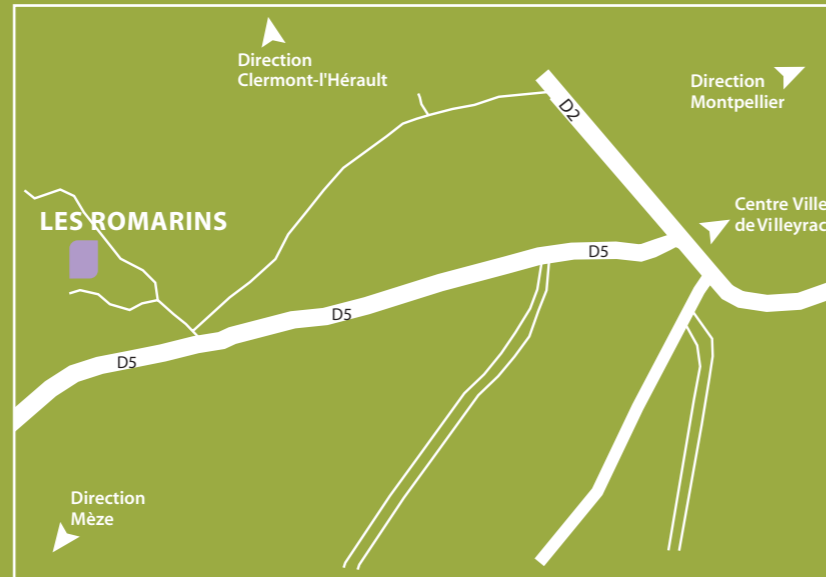 Direction
Clermont-l'Hérault
Direction
Montpellier
D2
Centre Ville
de Villeyrac
LES ROMARINS
D5
D5
D5
Direction
Mèze